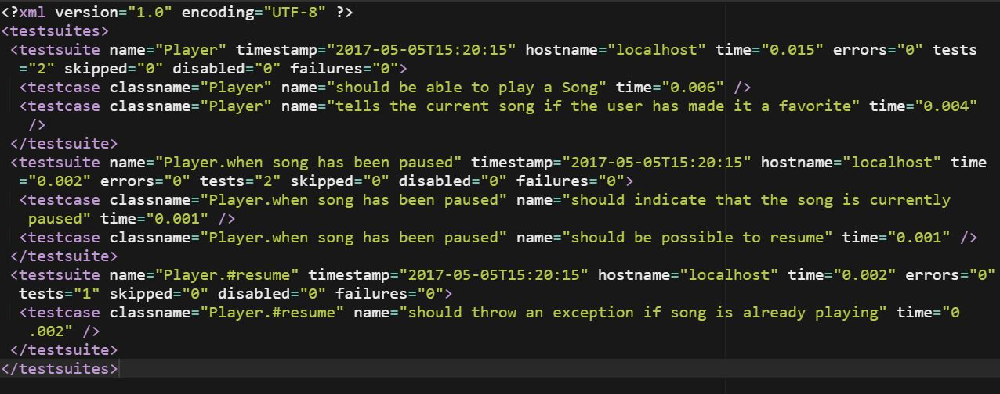 <?xml version="1.0" encoding="UTF-8" ?>
<testsuites>
<testsuite name="Player" timestamp="2017-05-05T15:20:15" hostname="localhost" time="0.015" errors="0" tests
="2" skipped="0" disabled="0" failures="0">
<testcase classname="Player" name="should be able to play a Song" time="0.006" />
<testcase classname="Player" name="tells the current song if the user has made it a favorite" time="0.004"
/>
</testsuite>
<testsuite name="Player.when song has been paused" timestamp="2017-05-05T15:20:15" hostname="localhost" time
="0.002" errors="0" tests="2" skipped="0" disabled="0" failures="0">
<testcase classname="Player.when song has been paused" name="should indicate that the song is currently
paused" time="0.001" />
<testcase classname="Player.when song has been paused" name="should be possible to resume" time="0.001" />
</testsuite>
<testsuite name="Player.#resume" timestamp="2017-05-05T15:20:15" hostname="localhost" time="0.002" errors="0"
tests="1" skipped="0" disabled="0" failures="0">
<testcase classname="Player.#resume" name="should throw an exception if song is already playing" time="0
.002" />
</testsuite>
</testsuites>